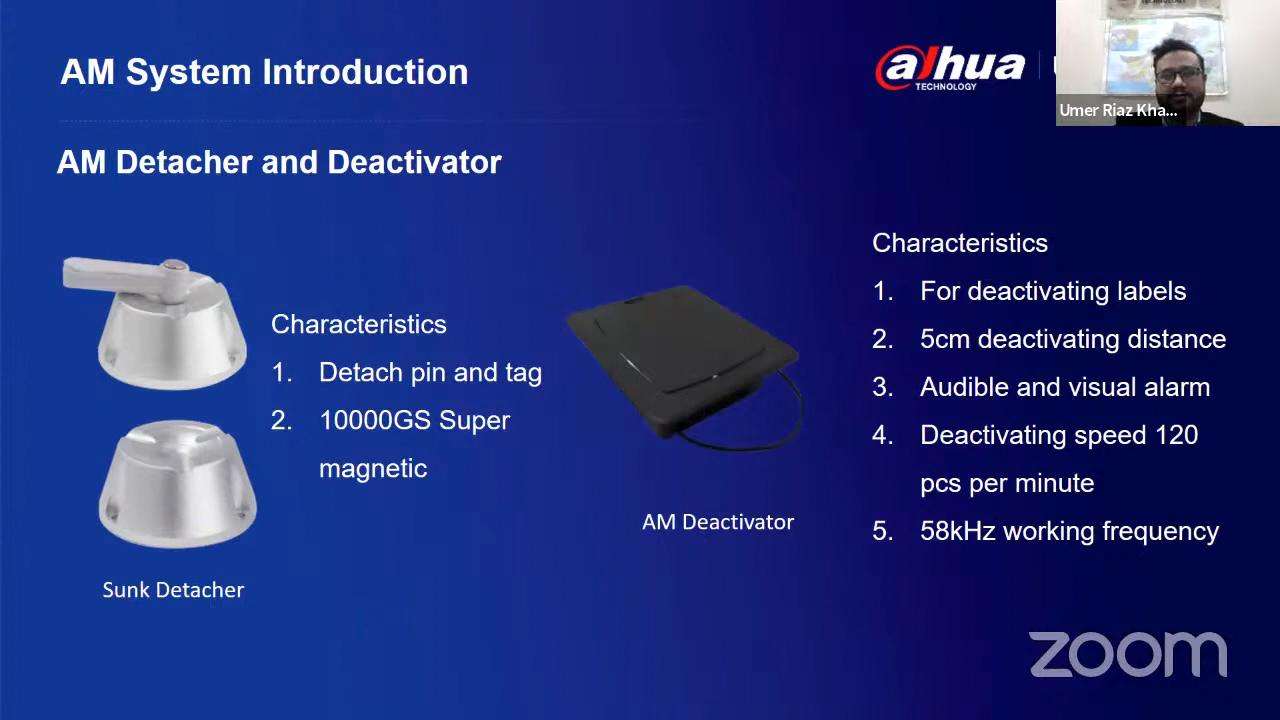 AM System Introduction
alhua
TECHNOLOGY
TECHNOLOGY
Umer Riaz Kha...
AM Detacher and Deactivator
Characteristics
1. Detach pin and tag
2. 10000GS Super
magnetic
Sunk Detacher
AM Deactivator
Characteristics
1. For deactivating labels
2. 5cm deactivating distance
3. Audible and visual alarm
4. Deactivating speed 120
pcs per minute
5. 58kHz working frequency
zoom